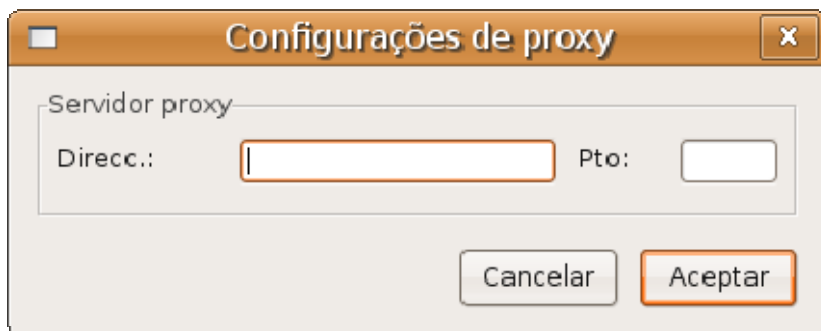 Configurações de proxy
Servidor proxy
Direcc.: Pto:
Cancelar Aceptar